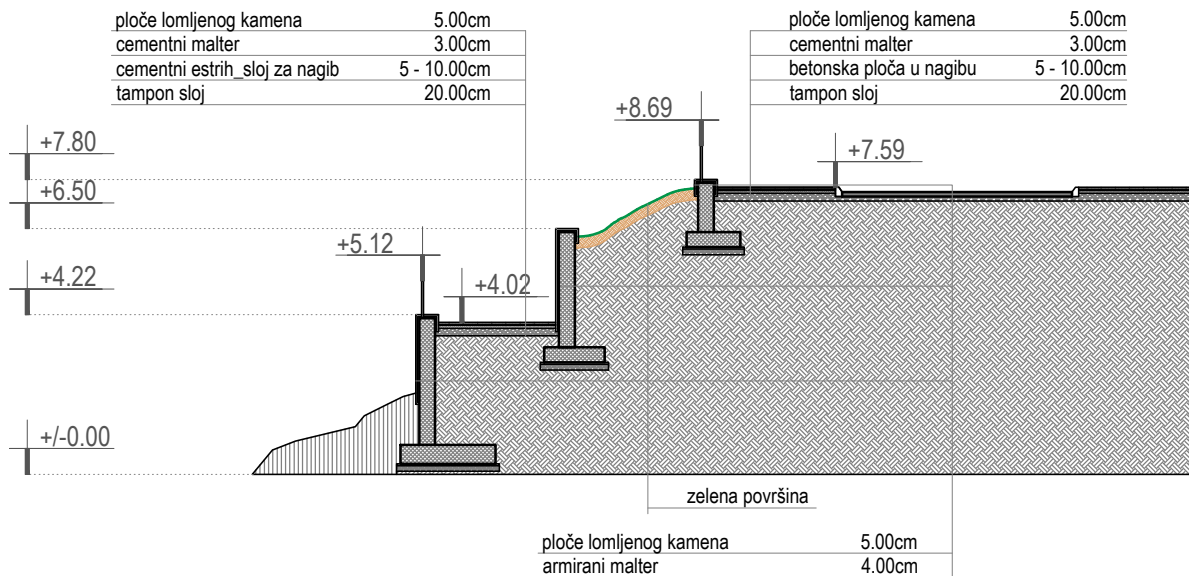 ploče lomljenog kamena 5.00cm
cementni malter 3.00cm
cementni estrih_sloj za nagib 5 - 10.00cm
tampon sloj 20.00cm
ploče lomljenog kamena 5.00cm
cementni malter 3.00cm
betonska ploča u nagibu 5 - 10.00cm
tampon sloj 20.00cm
+8.69
+7.80
+7.59
+6.50
+5.12
+4.22
+4.02
+/-0.00
zelena površina
ploče lomljenog kamena 5.00cm
armirani malter 4.00cm